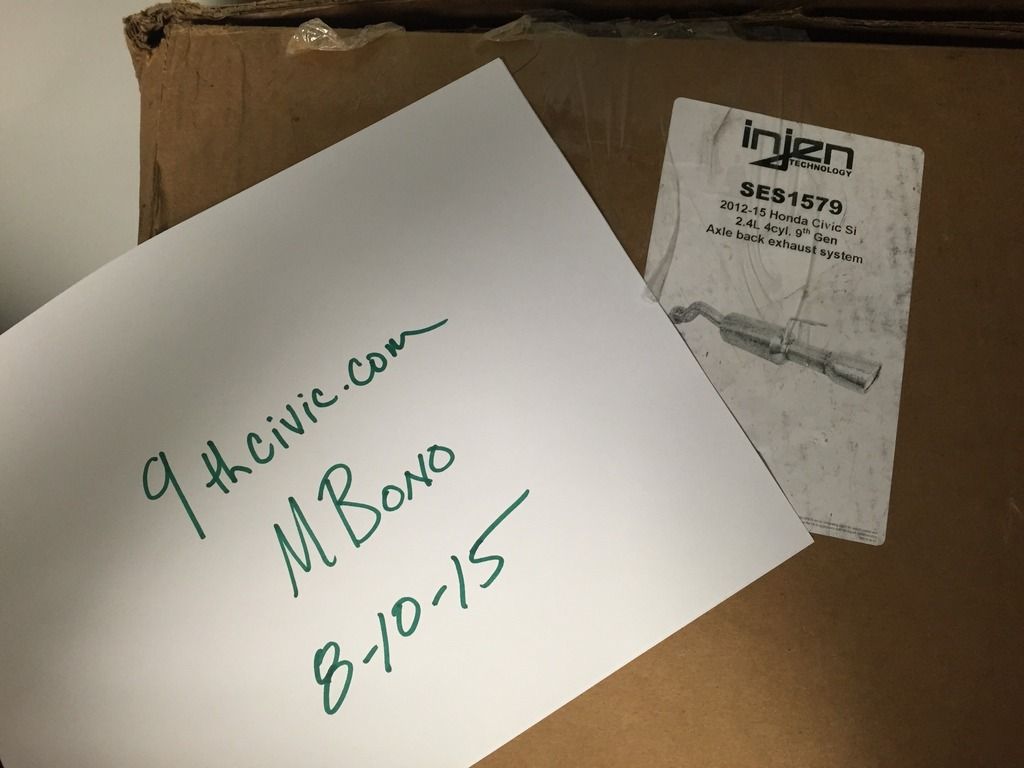 injen
TECHNOLOGY
SES1579
2012-15 Honda Civic Si
2.4L 4cyl. 9th Gen
Axle back exhaust system
9thcivic.com
M Bono
8-10-15